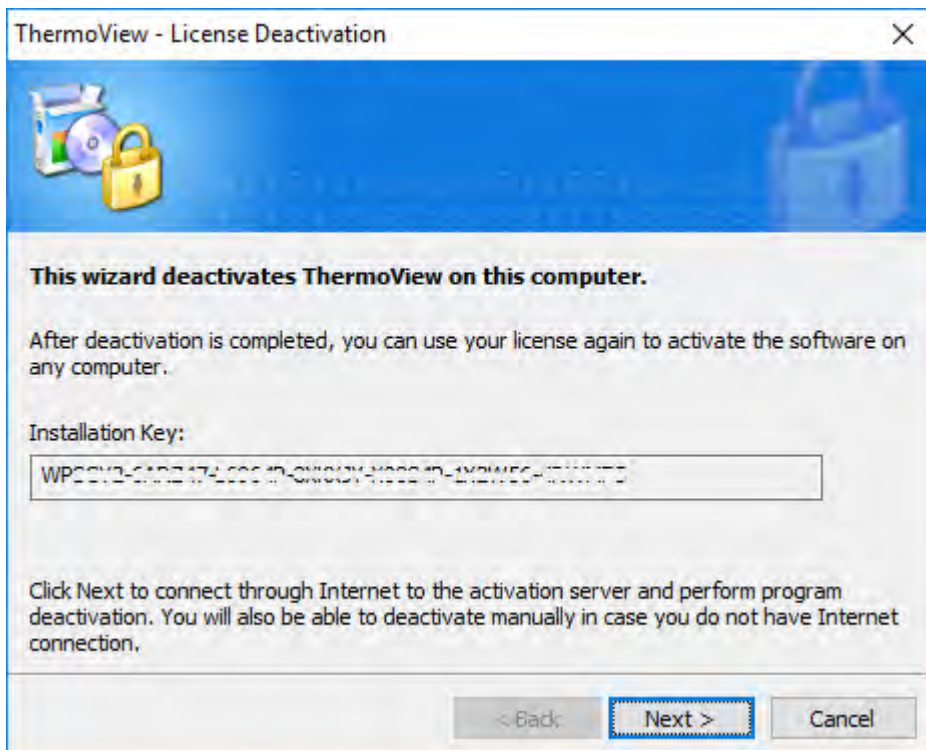 ThermoView - License Deactivation
This wizard deactivates ThermoView on this computer.
After deactivation is completed, you can use your license again to activate the software on
any computer.
Installation Key:
Click Next to connect through Internet to the activation server and perform program
deactivation. You will also be able to deactivate manually in case you do not have Internet
connection.
< Back
Next >
Cancel